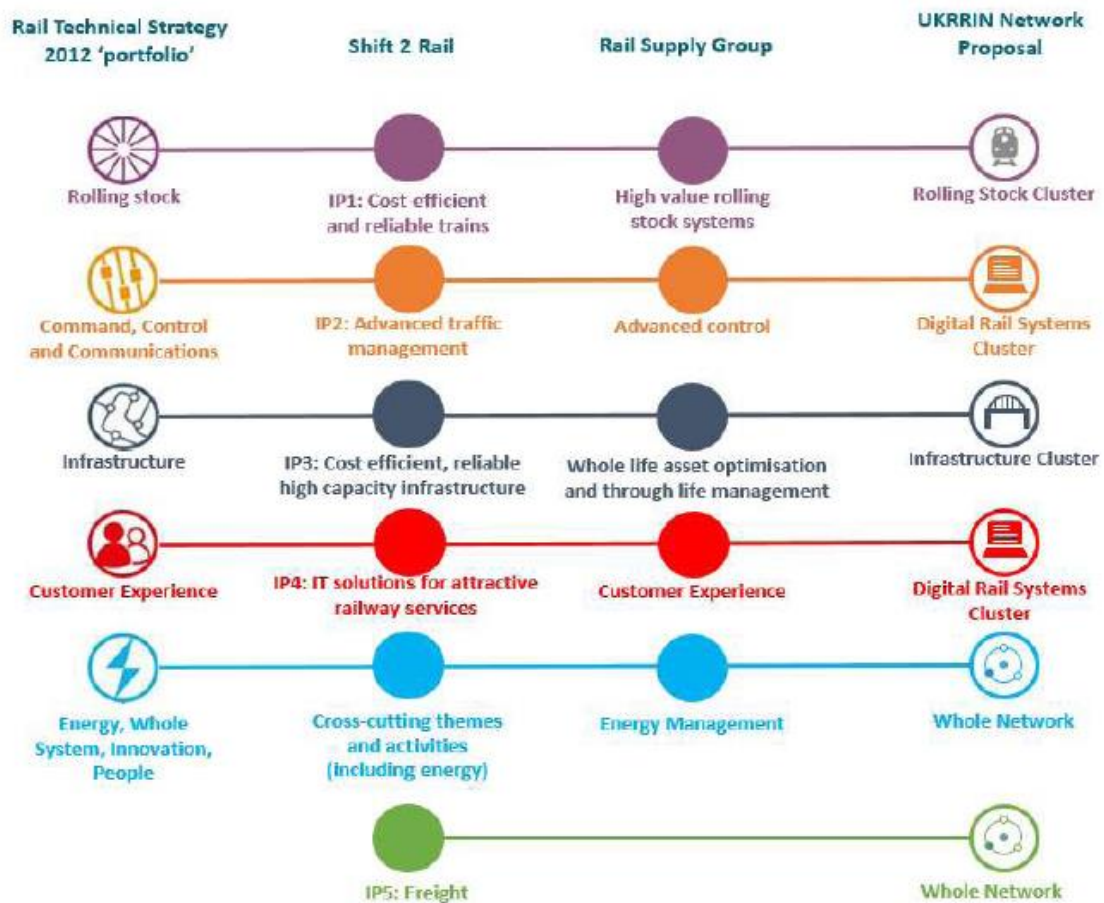 Rail Technical Strategy
2012 ‘portfolio’
Shift 2 Rail
Rail Supply Group
UKRRIN Network
Proposal
Rolling stock
IP1: Cost efficient
and reliable trains
High value rolling
stock systems
Rolling Stock Cluster
Command, Control
and Communications
IP2: Advanced traffic
management
Advanced control
Digital Rail Systems
Cluster
Infrastructure
IP3: Cost efficient, reliable
high capacity infrastructure
Whole life asset optimisation
and through life management
Infrastructure Cluster
Customer Experience
IP4: IT solutions for attractive
railway services
Customer Experience
Digital Rail Systems
Cluster
Energy, Whole
System, Innovation,
People
Cross-cutting themes
and activities
(including energy)
Energy Management
Whole Network
IP5: Freight
Whole Network